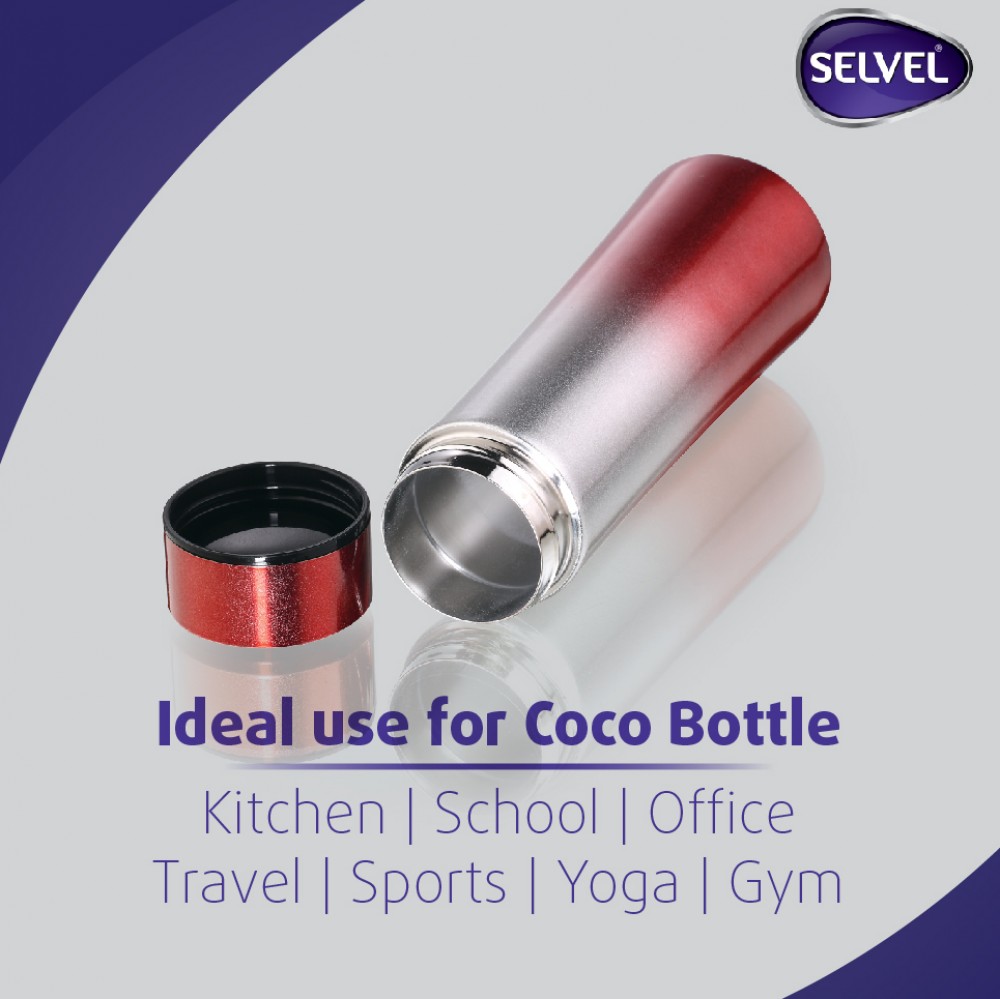 SELVEL®
Ideal use for Coco Bottle
Kitchen | School | Office
Travel | Sports | Yoga | Gym